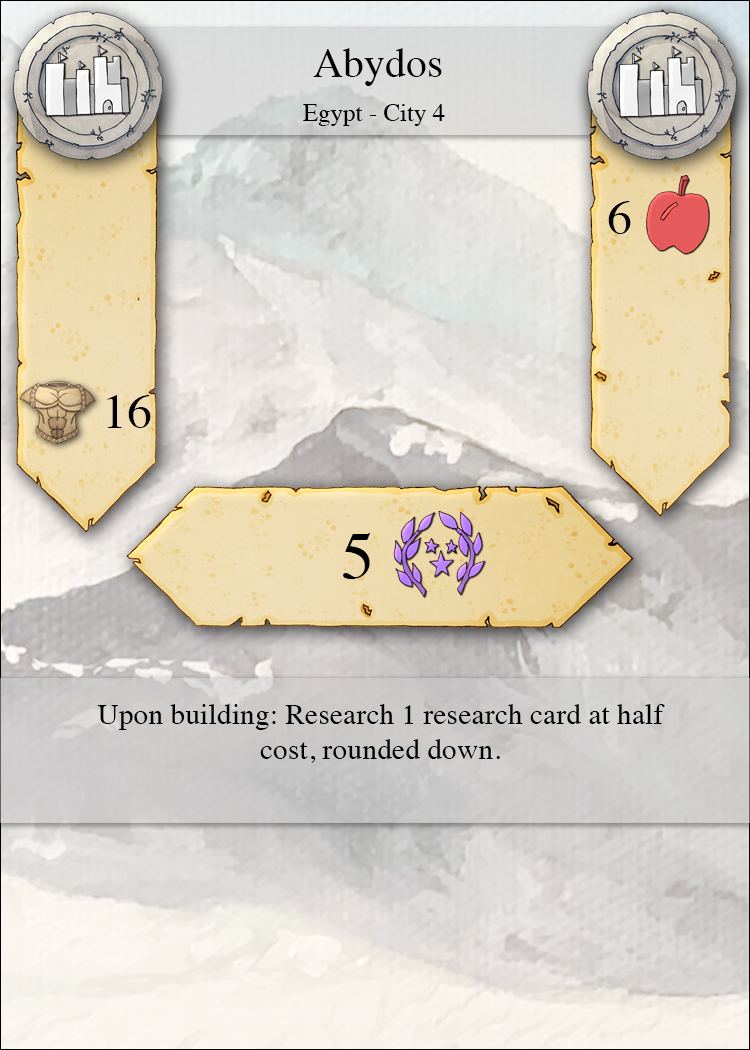 Abydos
Egypt - City 4
6
16
5
Upon building: Research 1 research card at half
cost, rounded down.